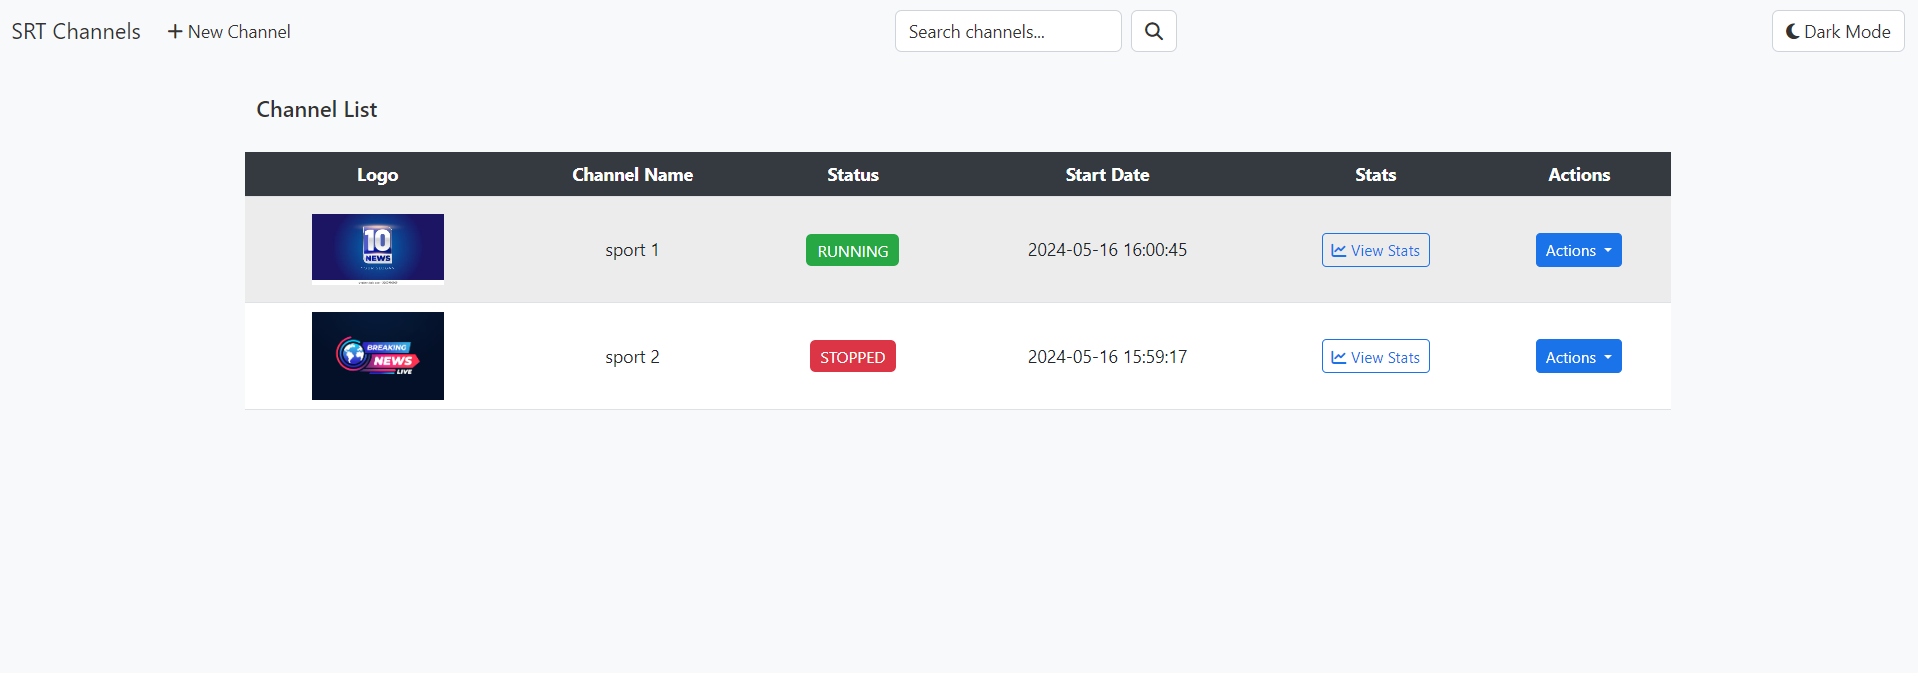 SRT Channels New Channel Search channels... Dark Mode
Channel List
Logo Channel Name Status Start Date Stats Actions
10
NEWS
sport 1 RUNNING 2024-05-16 16:00:45 View Stats Actions
BREAKING
NEWS
LIVE
sport 2 STOPPED 2024-05-16 15:59:17 View Stats Actions